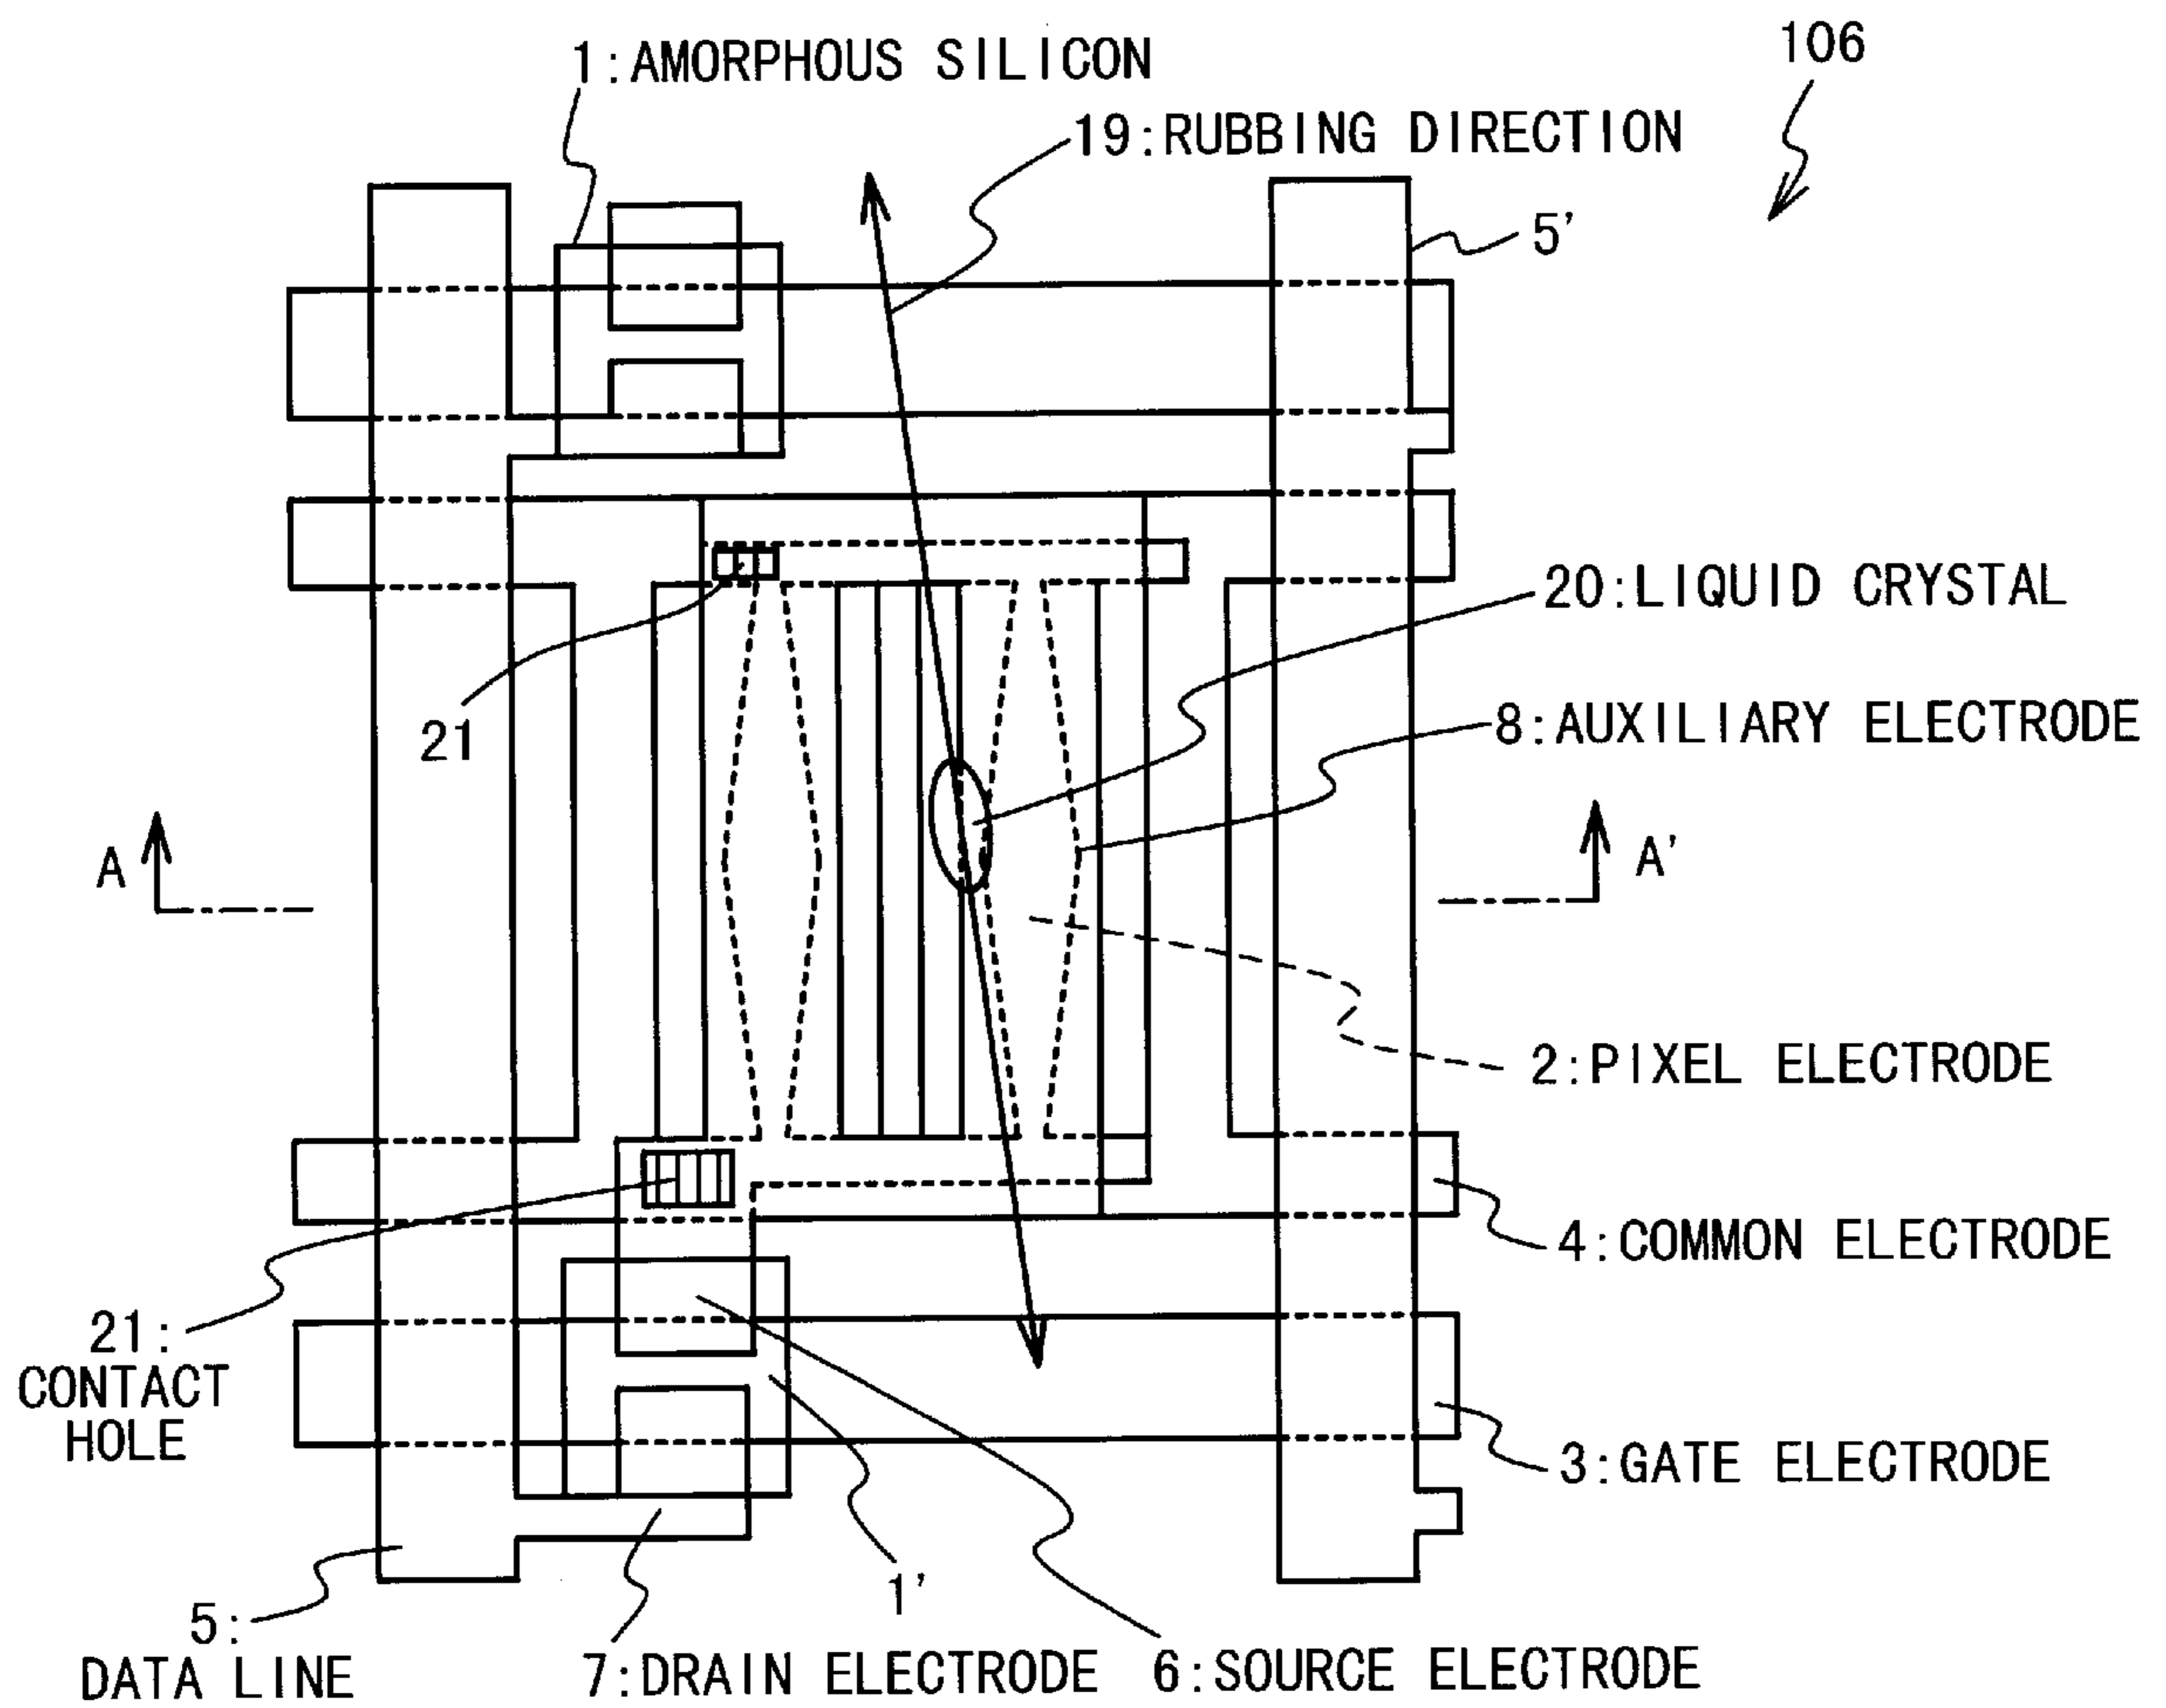 106
1:AMORPHOUS SILICON
19:RUBBING DIRECTION
5'
20:LIQUID CRYSTAL
21
8:AUXILIARY ELECTRODE
A
A'
2:PIXEL ELECTRODE
4:COMMON ELECTRODE
21:
CONTACT
HOLE
3:GATE ELECTRODE
1'
5:
DATA LINE
7:DRAIN ELECTRODE
6:SOURCE ELECTRODE